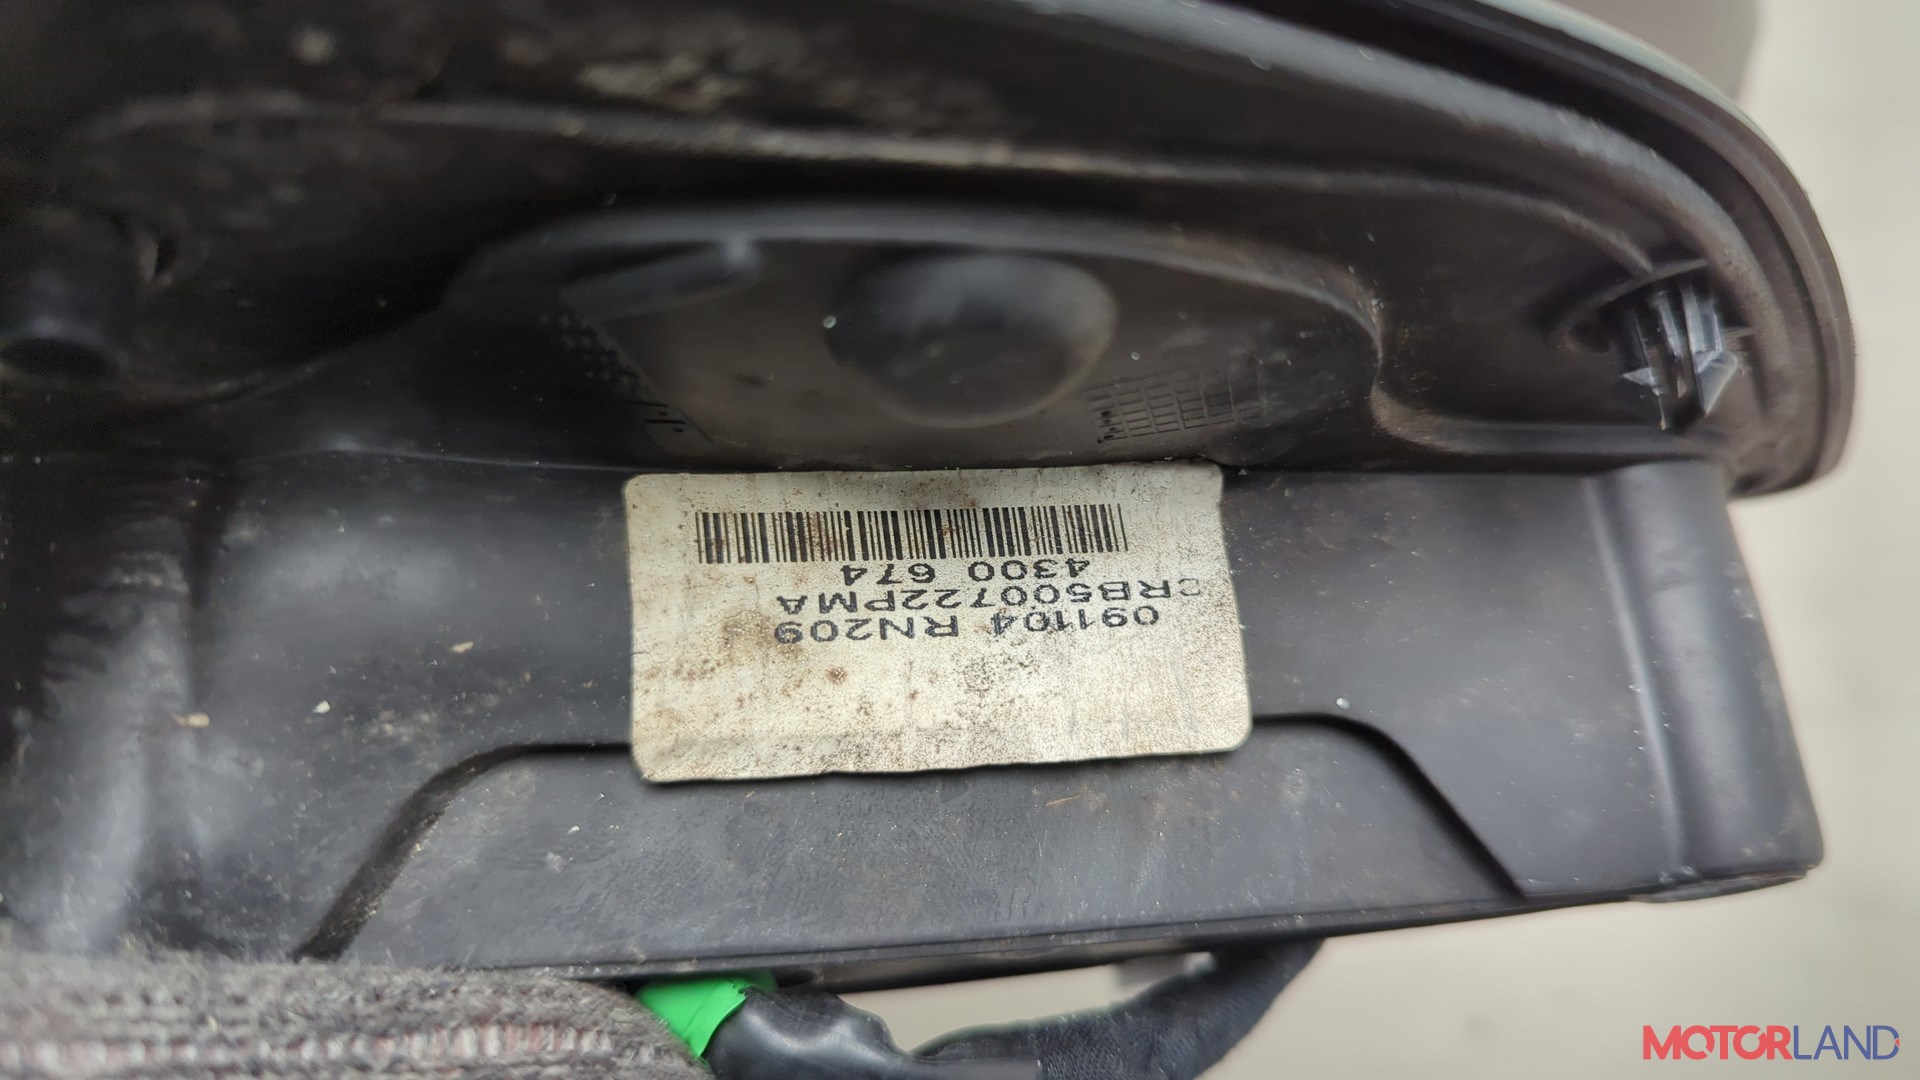 091104 RN209
CRB500722PMA
4300 674
MOTORLAND